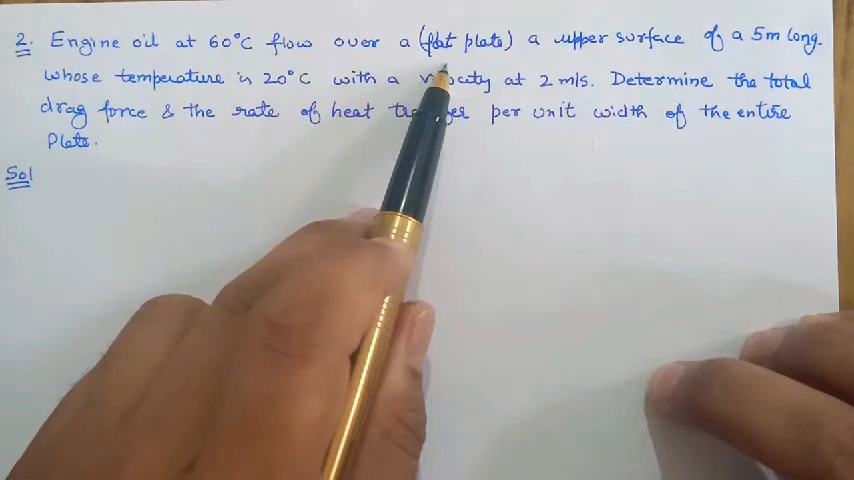 2. Engine oil at 60°C flow over a (flat plate) a upper surface of a 5m long.
whose temperature is 20°C with a velocity at 2 m/s. Determine the total
drag force & the rate of heat transfer per unit width of the entire
Plate.
Sol